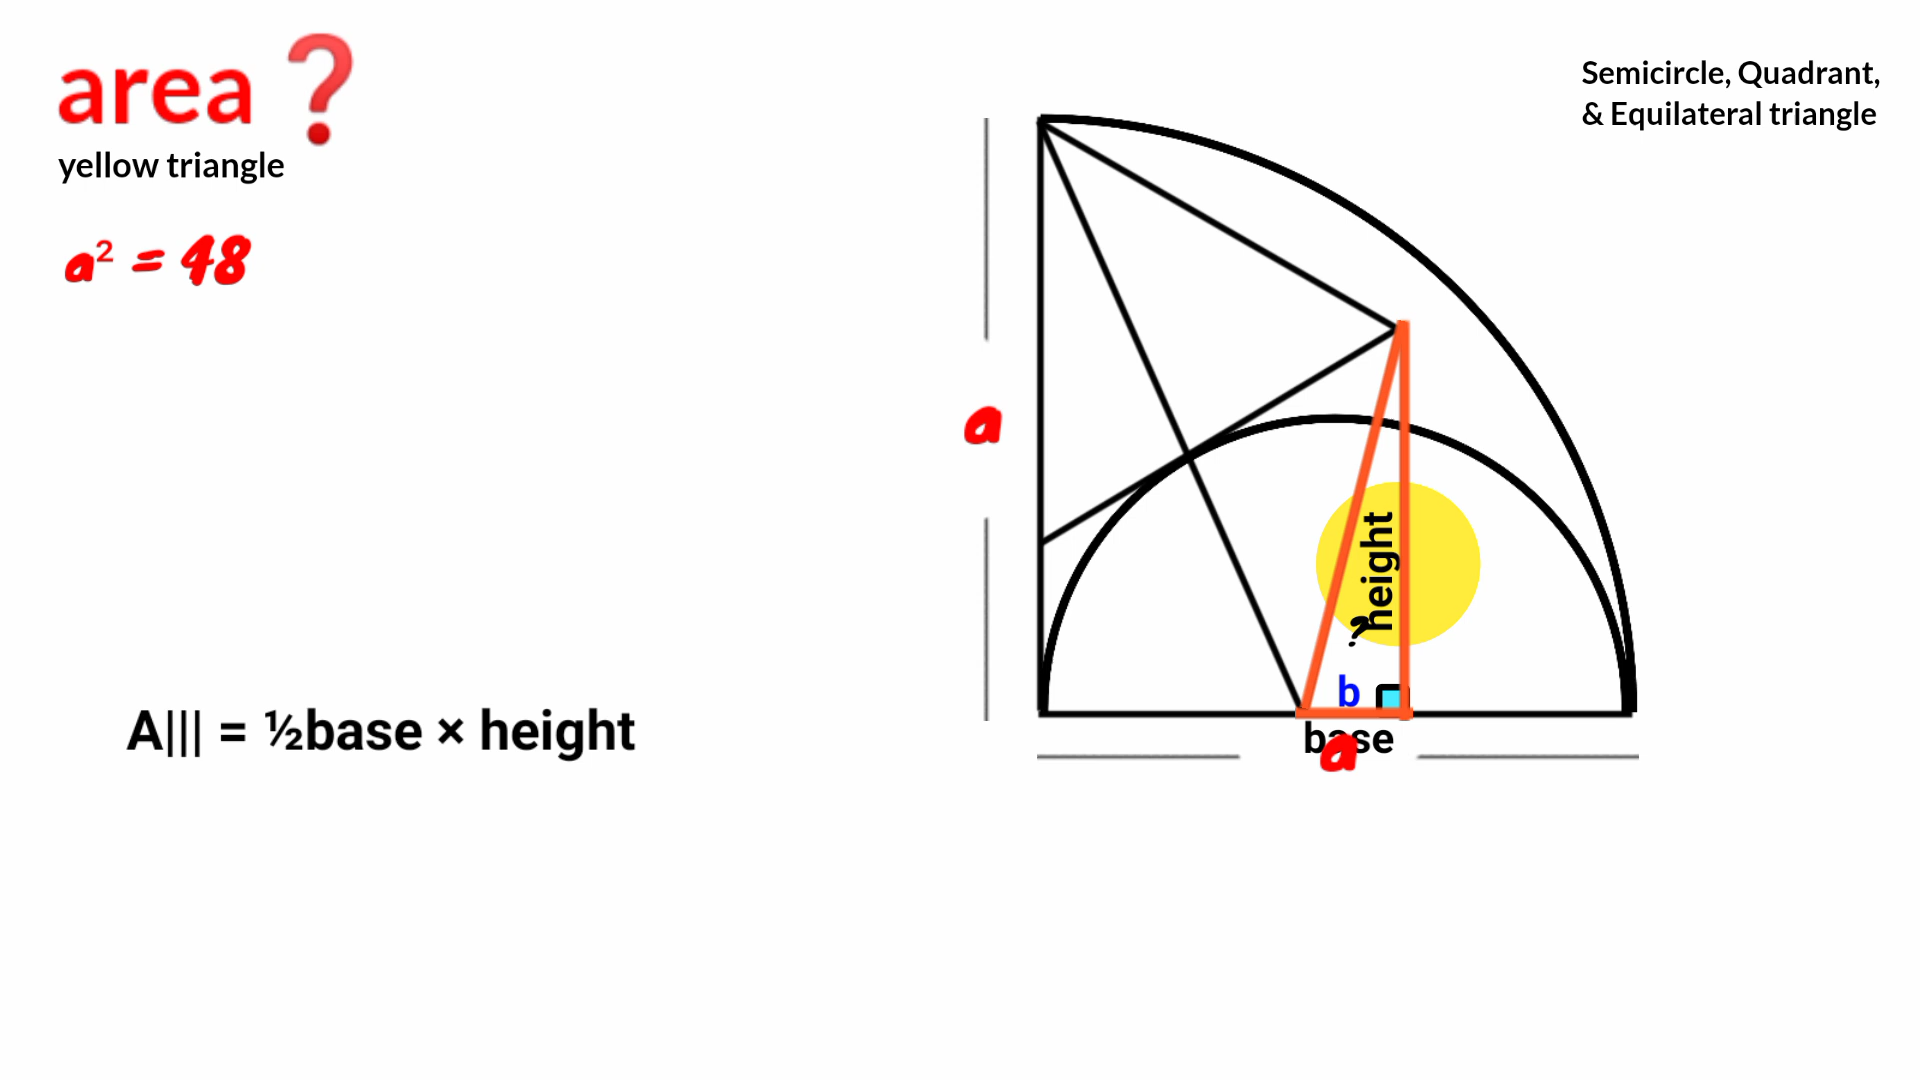 area❓
yellow triangle
a² = 48
Semicircle, Quadrant,
& Equilateral triangle
a
height
?
b
base
a
A||| = ½base × height